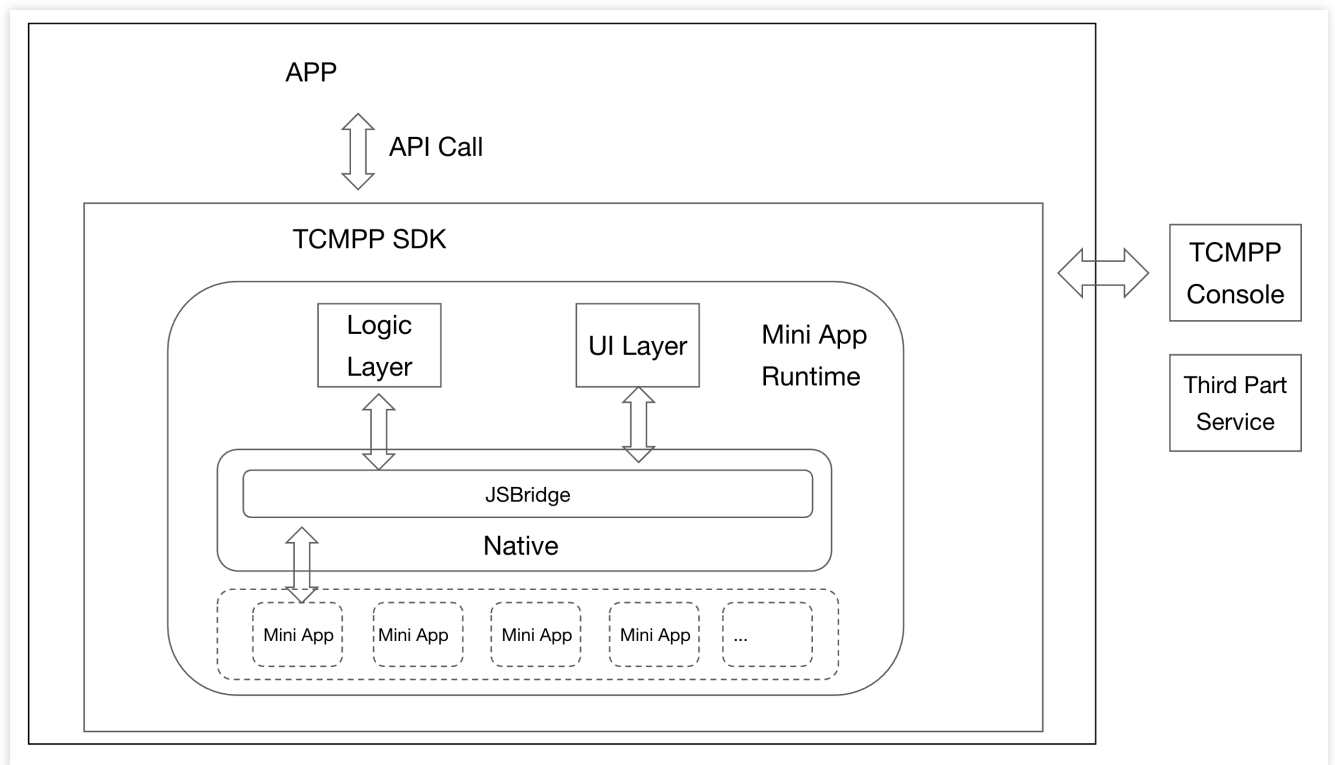 APP
API Call
TCMPP SDK
TCMPP
Console
Logic
Layer
UI Layer
Mini App
Runtime
Third Part
Service
JSBridge
Native
Mini App
Mini App
Mini App
Mini App
...